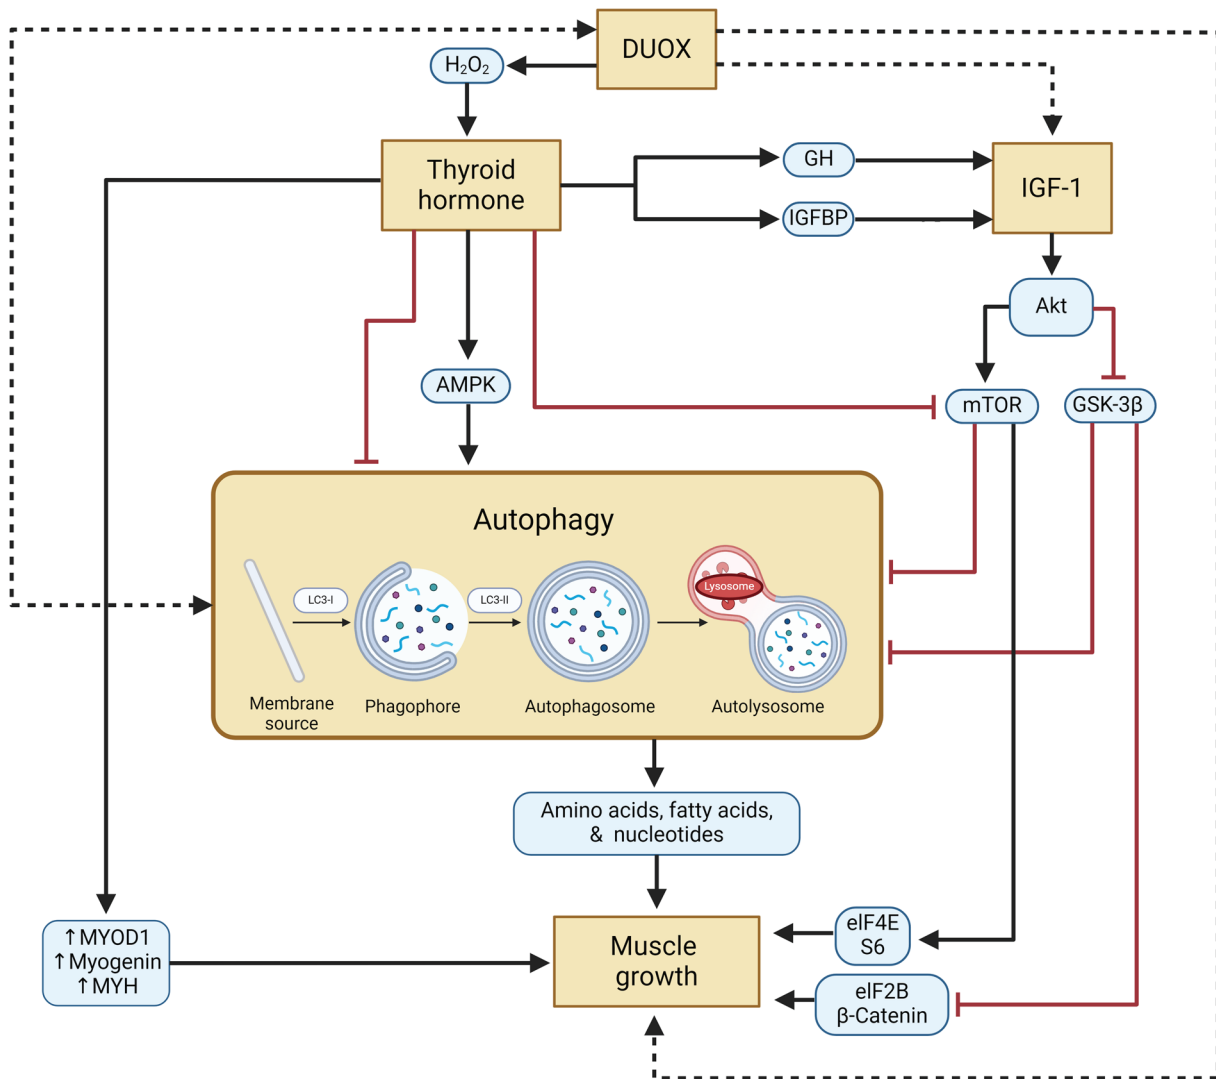 DUOX
H₂O₂
Thyroid
hormone
GH
IGFBP
IGF-1
Akt
AMPK
mTOR
GSK-3β
Autophagy
LC3-I
LC3-II
Lysosome
Membrane
source
Phagophore
Autophagosome
Autolysosome
Amino acids, fatty acids,
& nucleotides
↑MYOD1
↑Myogenin
↑MYH
Muscle
growth
eIF4E
S6
eIF2B
β-Catenin